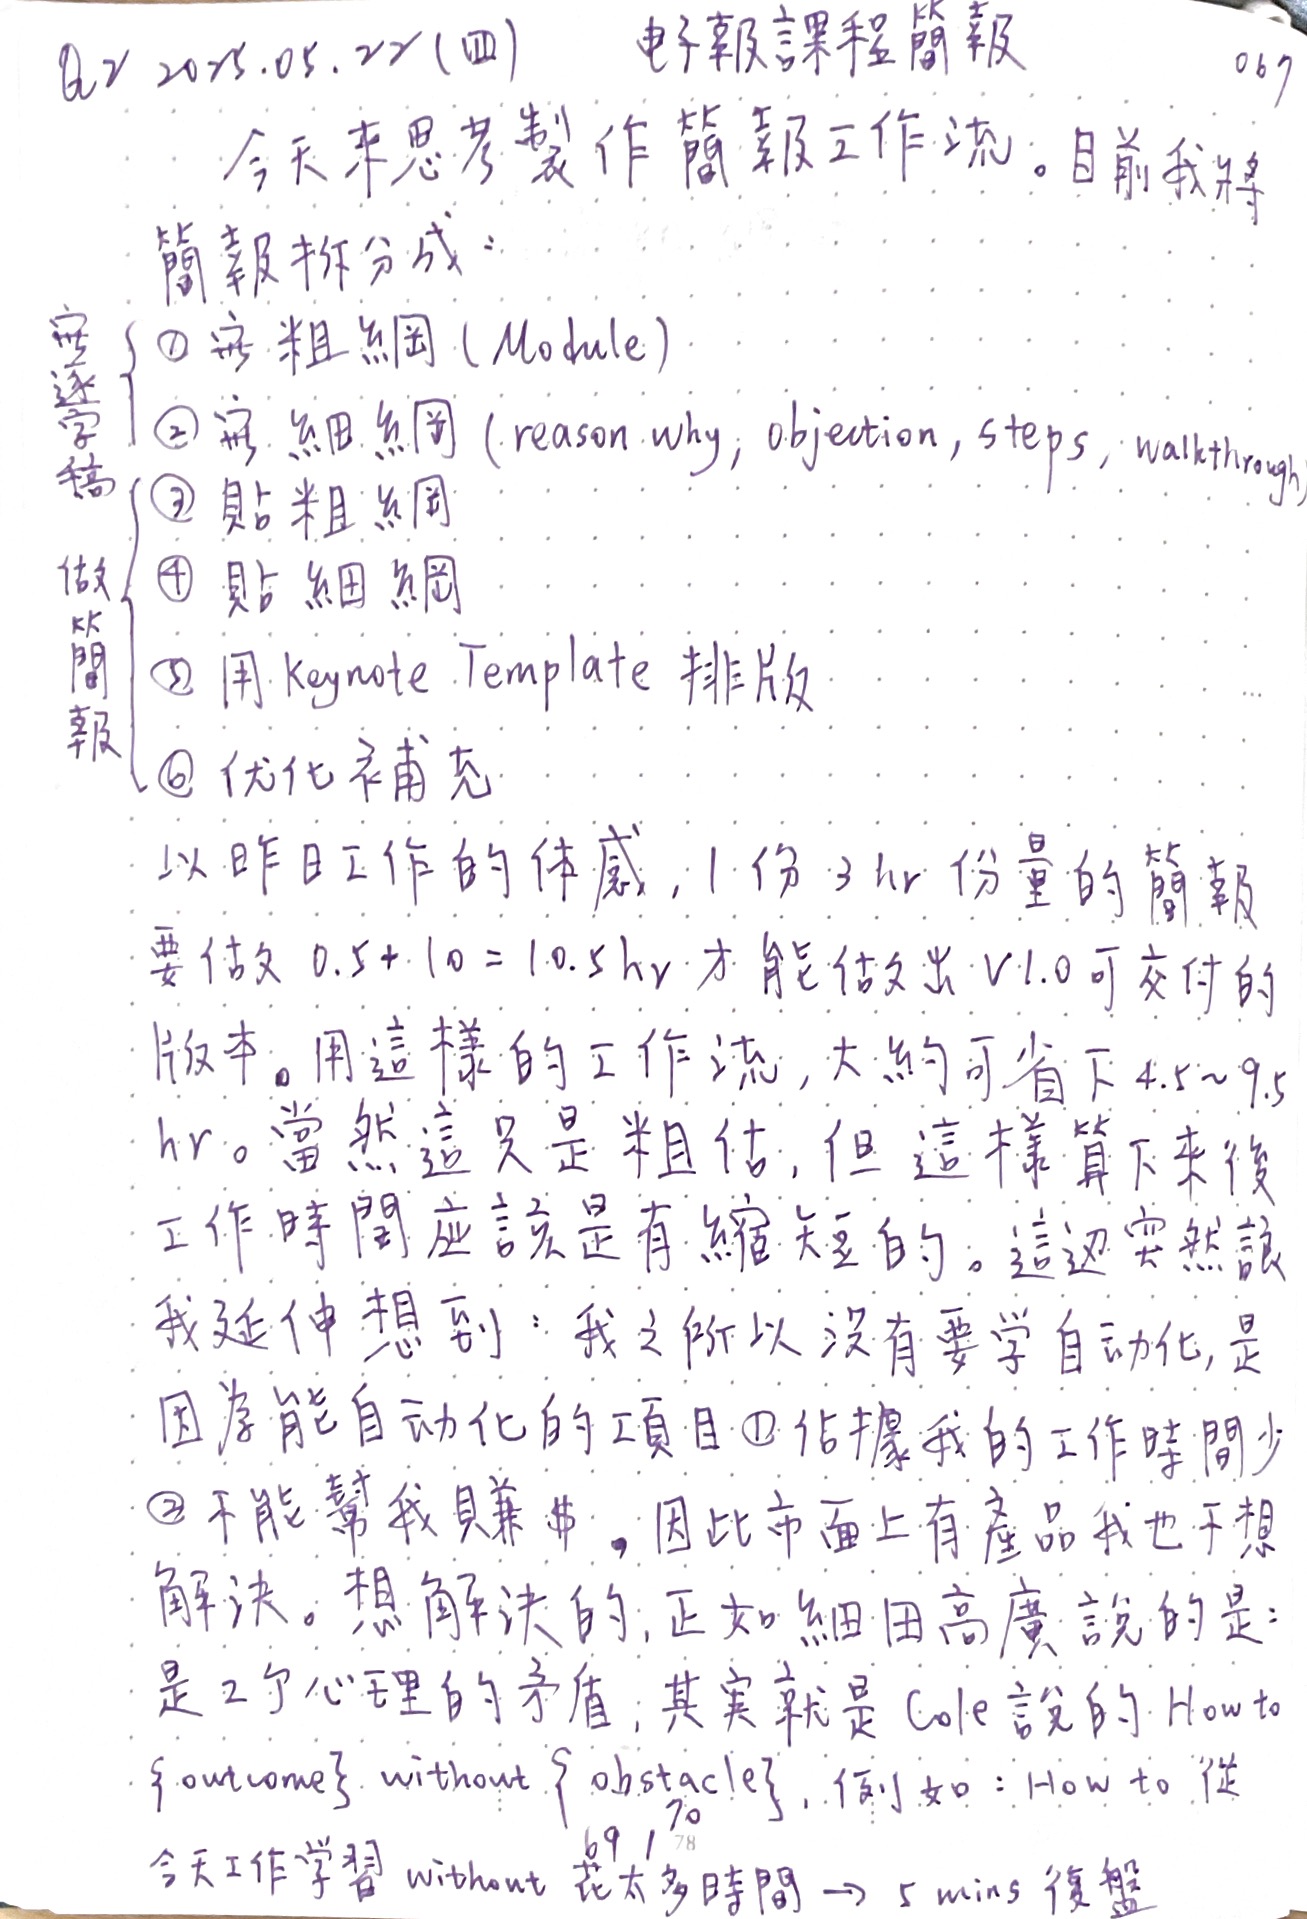 Q2 2025.05.22 (四) 电子報課程簡報 067
今天來思考製作簡報工作流。目前我將
簡報拆分成：
寫逐字稿
① 寫粗綱 (Module)
② 寫細綱 (reason why, objection, steps, walkthrough)
做簡報
③ 貼粗綱
④ 貼細綱
⑤ 用 Keynote Template 排版
⑥ 优化補充
以昨日工作的体感，1份3hr份量的簡報
要做 0.5+10=10.5hr 才能做出 V1.0 可交付的
版本。用這樣的工作流，大約可省下 4.5~9.5
hr。當然這只是粗估，但這樣算下來後
工作時間应該是有縮短的。這边突然讓
我延伸想到：我之所以沒有要学自动化，是
因為能自动化的項目①佔據我的工作時間少
②不能幫我賺$。因此市面上有產品我也不想
解決。想解決的，正如細田高廣說的是：
是2个心理的矛盾，其実就是 Cole 說的 How to
{outcome} without {obstacle}，例如：How to 從
69, 70
78
今天工作学習 without 花太多時間 → 5 mins 復盤